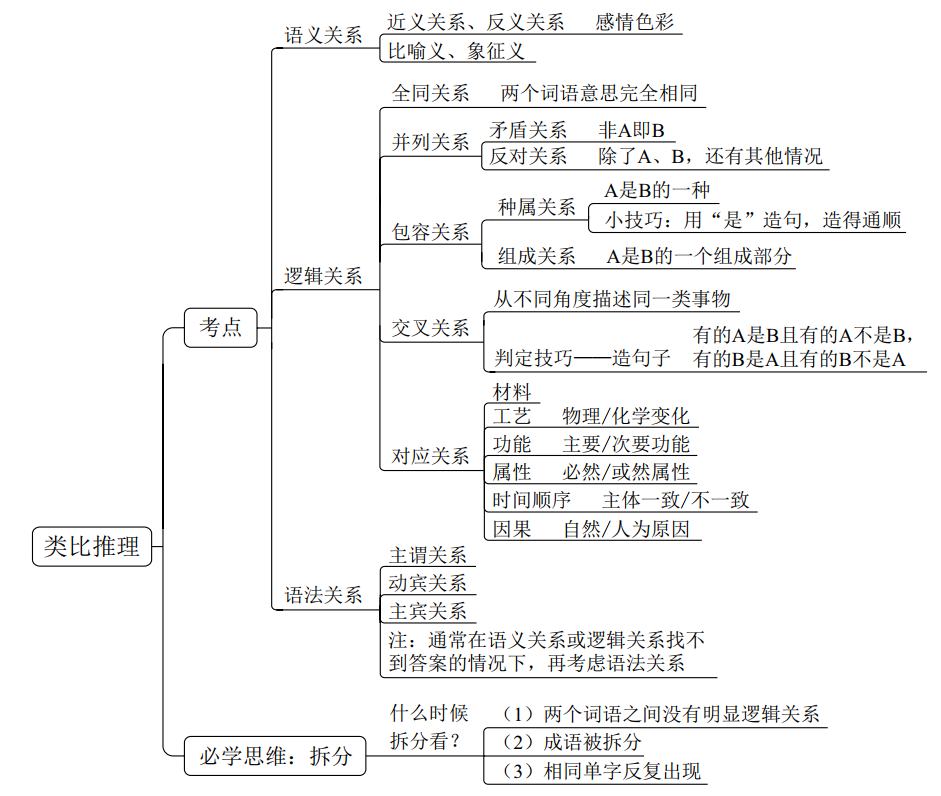 语义关系
近义关系、反义关系 感情色彩
比喻义、象征义
全同关系 两个词语意思完全相同
并列关系
矛盾关系 非A即B
反对关系 除了A、B，还有其他情况
包容关系
种属关系
A是B的一种
小技巧：用“是”造句，造得通顺
组成关系 A是B的一个组成部分
逻辑关系
考点
交叉关系
从不同角度描述同一类事物
判定技巧——造句子
有的A是B且有的A不是B，
有的B是A且有的B不是A
对应关系
材料
工艺 物理/化学变化
功能 主要/次要功能
属性 必然/或然属性
时间顺序 主体一致/不一致
因果 自然/人为原因
类比推理
语法关系
主谓关系
动宾关系
主宾关系
注：通常在语义关系或逻辑关系找不
到答案的情况下，再考虑语法关系
必学思维：拆分
什么时候
拆分看？
（1）两个词语之间没有明显逻辑关系
（2）成语被拆分
（3）相同单字反复出现